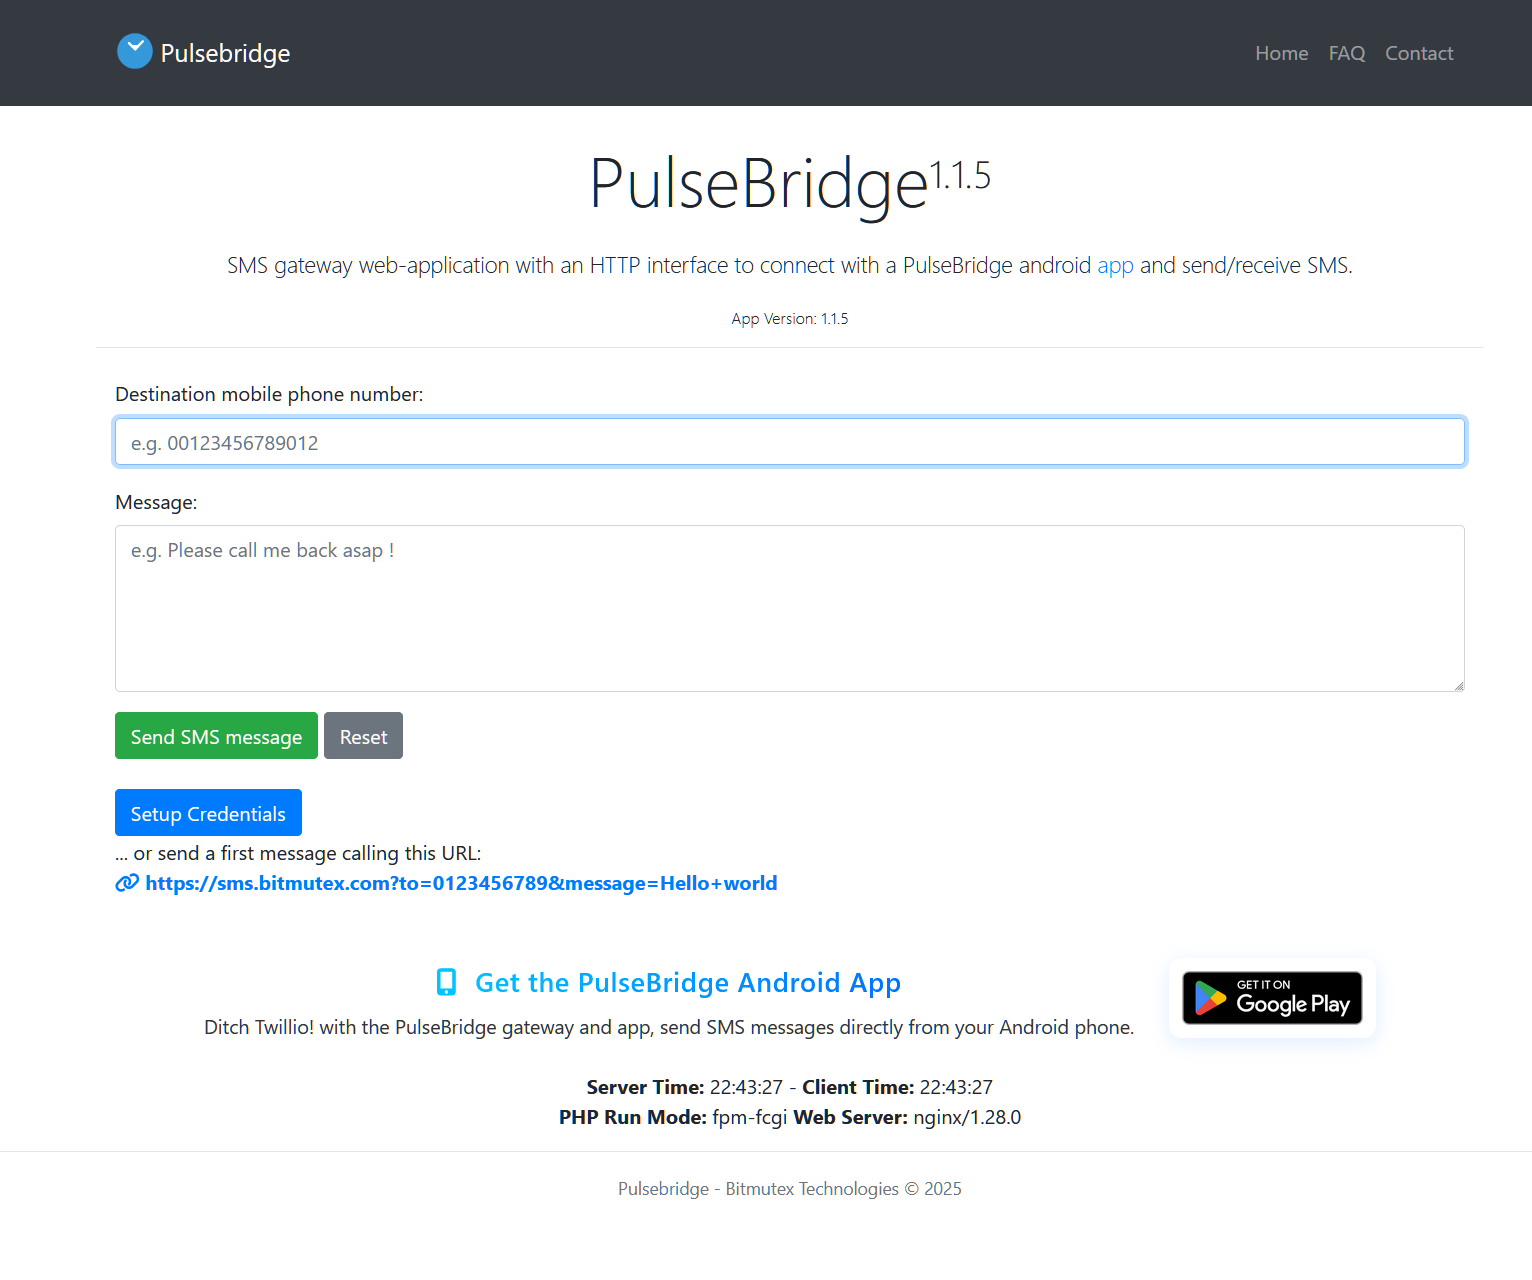 Pulsebridge
Home FAQ Contact
PulseBridge1.1.5
SMS gateway web-application with an HTTP interface to connect with a PulseBridge android app and send/receive SMS.
App Version: 1.1.5
Destination mobile phone number:
e.g. 00123456789012
Message:
e.g. Please call me back asap !
Send SMS message Reset
Setup Credentials
... or send a first message calling this URL:
https://sms.bitmutex.com?to=0123456789&message=Hello+world
Get the PulseBridge Android App
Ditch Twillio! with the PulseBridge gateway and app, send SMS messages directly from your Android phone.
GET IT ON
Google Play
Server Time: 22:43:27 - Client Time: 22:43:27
PHP Run Mode: fpm-fcgi Web Server: nginx/1.28.0
Pulsebridge - Bitmutex Technologies © 2025